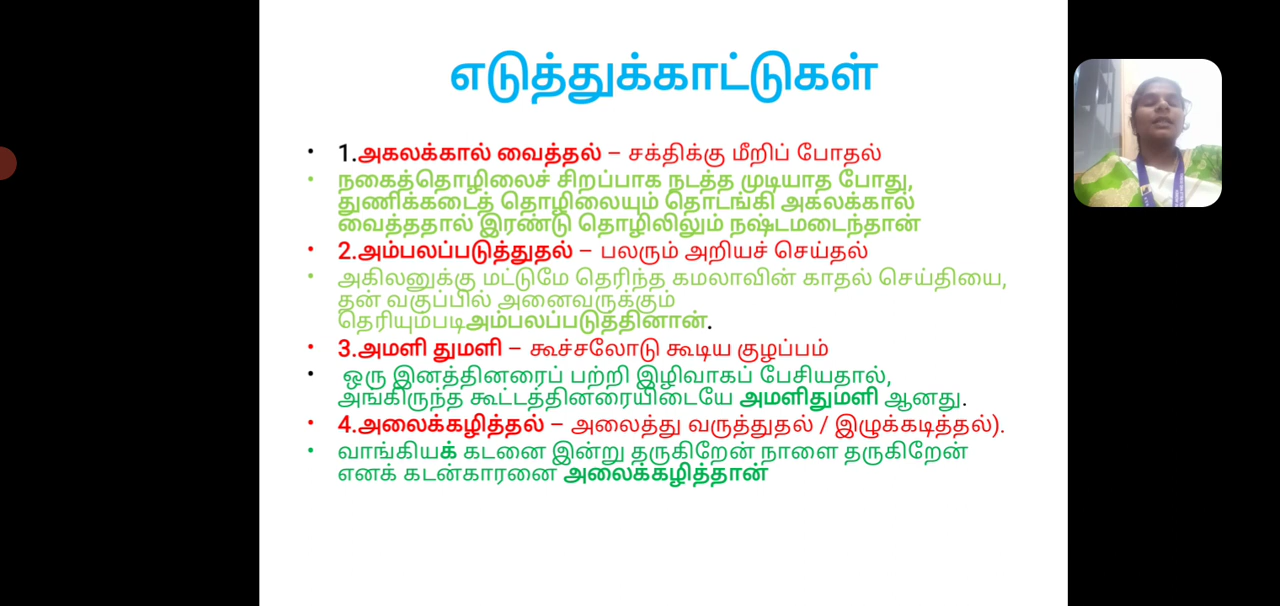 எடுத்துக்காட்டுகள்
• 1.அகலக்கால் வைத்தல் – சக்திக்கு மீறிப் போதல்
• நகைத்தொழிலைச் சிறப்பாக நடத்த முடியாத போது,
துணிக்கடைத் தொழிலையும் தொடங்கி அகலக்கால்
வைத்ததால் இரண்டு தொழிலிலும் நஷ்டமடைந்தான்
• 2.அம்பலப்படுத்துதல் – பலரும் அறியச் செய்தல்
• அகிலனுக்கு மட்டுமே தெரிந்த கமலாவின் காதல் செய்தியை,
தன் வகுப்பில் அனைவருக்கும்
தெரியும்படிஅம்பலப்படுத்தினான்.
• 3.அமளி துமளி – கூச்சலோடு கூடிய குழப்பம்
• ஒரு இனத்தினரைப் பற்றி இழிவாகப் பேசியதால்,
அங்கிருந்த கூட்டத்தினரையிடையே அமளிதுமளி ஆனது.
• 4.அலைக்கழித்தல் – அலைத்து வருத்துதல் / இழுக்கடித்தல்).
• வாங்கியக் கடனை இன்று தருகிறேன் நாளை தருகிறேன்
எனக் கடன்காரனை அலைக்கழித்தான்